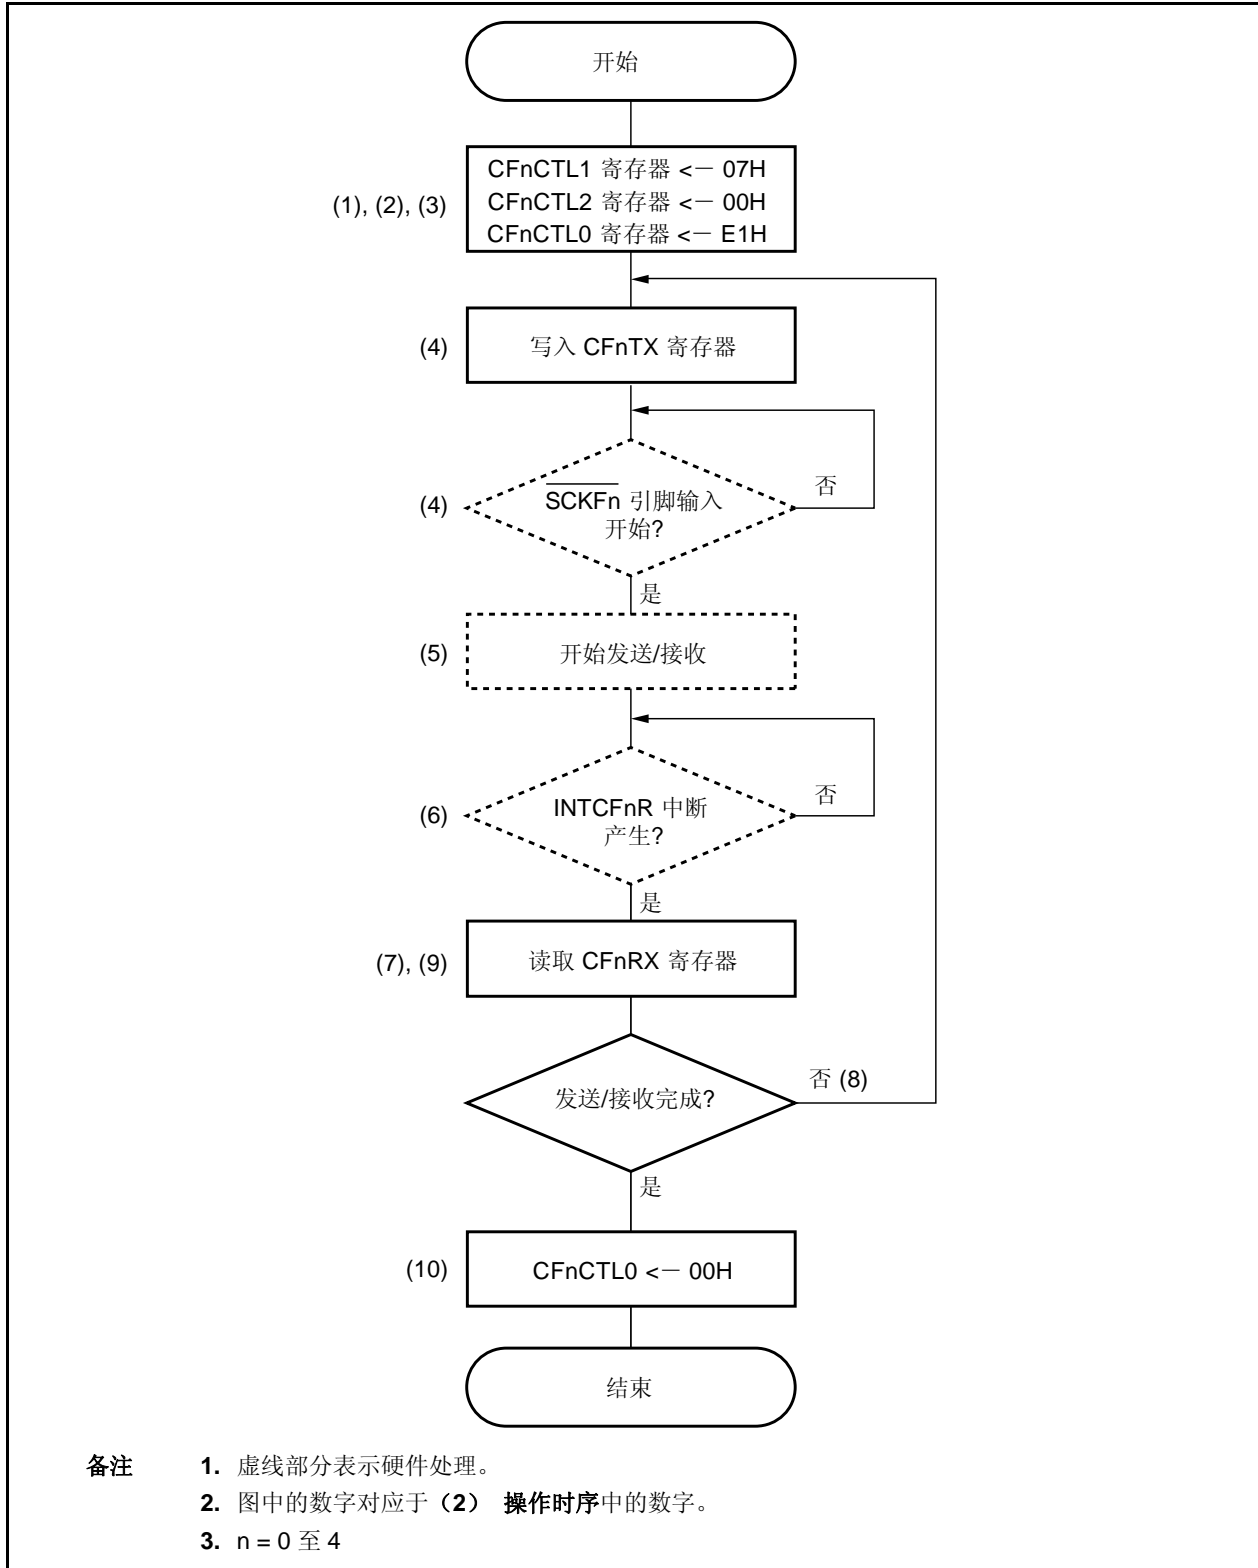 开始
(1), (2), (3)
CFnCTL1 寄存器 <— 07H
CFnCTL2 寄存器 <— 00H
CFnCTL0 寄存器 <— E1H
(4)
写入 CFnTX 寄存器
(4)
SCKFn 引脚输入
开始?
否
是
(5)
开始发送/接收
(6)
INTCFnR 中断
产生?
否
是
(7), (9)
读取 CFnRX 寄存器
发送/接收完成?
否 (8)
是
(10)
CFnCTL0 <— 00H
结束
备注 1. 虚线部分表示硬件处理。
2. 图中的数字对应于（2） 操作时序中的数字。
3. n = 0 至 4